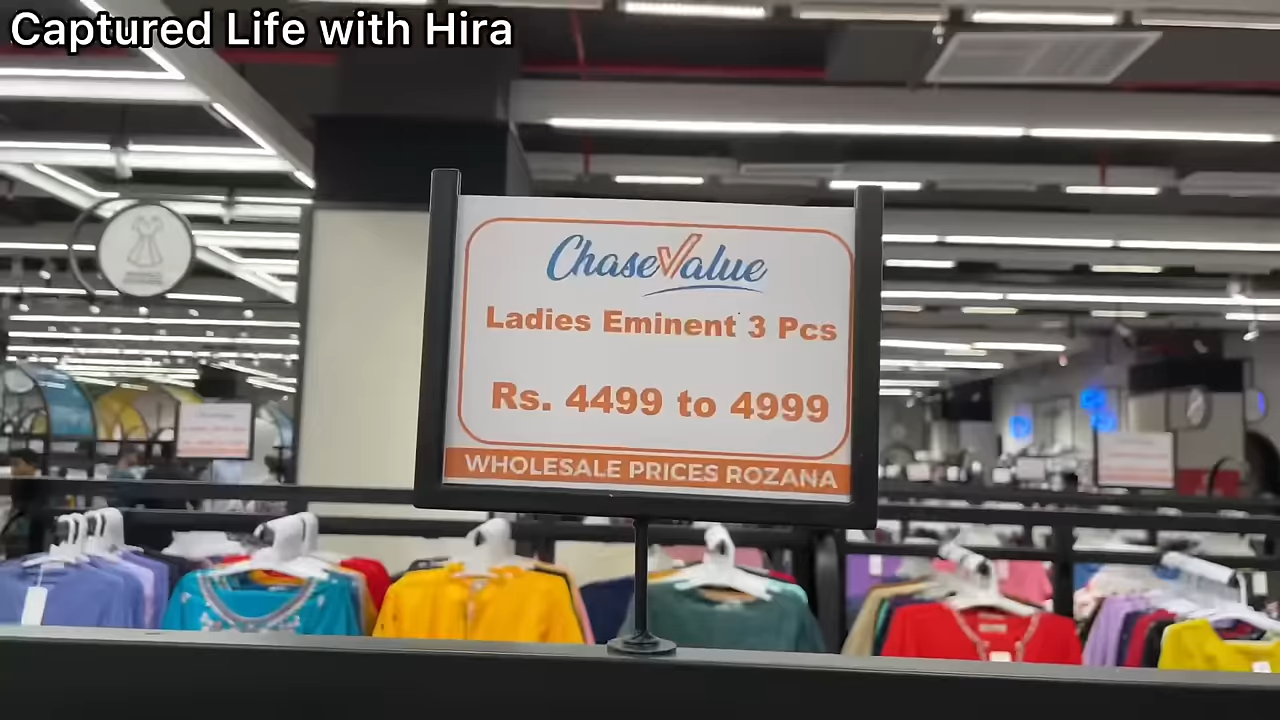 Captured Life with Hira
ChaseValue
Ladies Eminent 3 Pcs
Rs. 4499 to 4999
WHOLESALE PRICES ROZANA